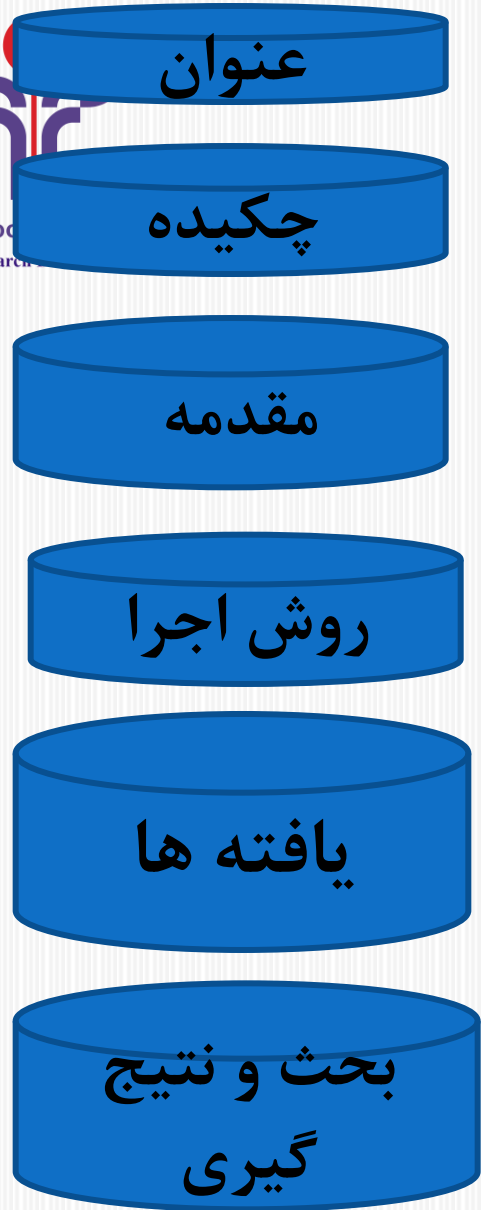 عنوان
چکیده
مقدمه
روش اجرا
یافته ها
بحث و نتیج
گیری